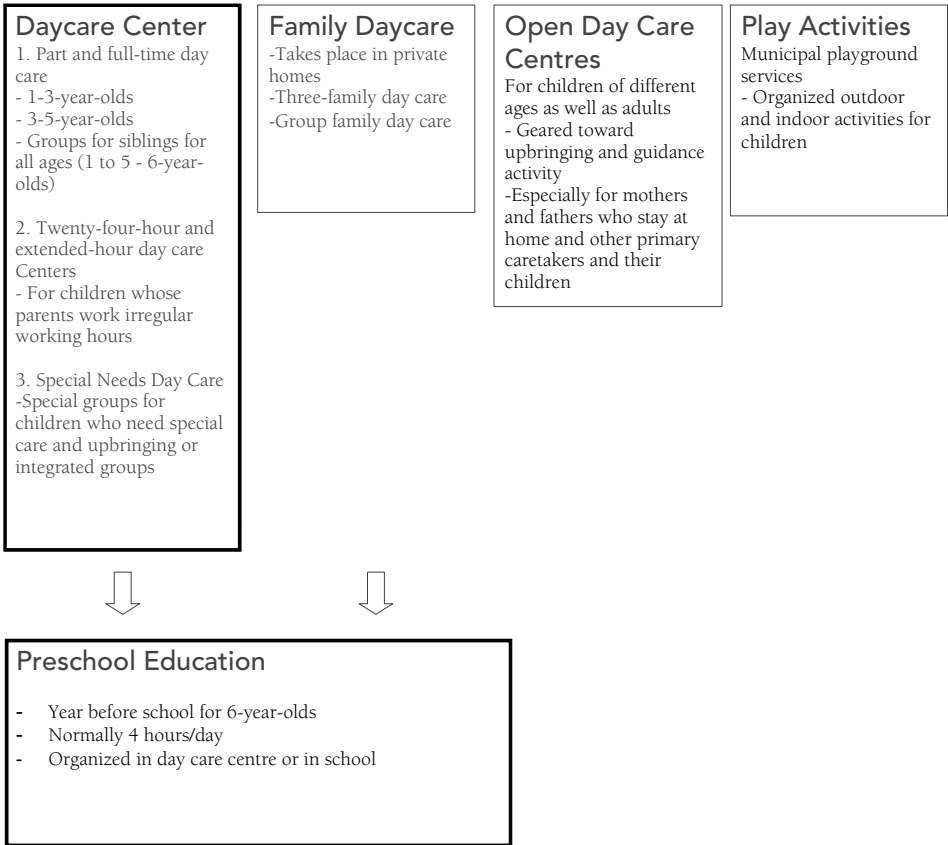 Daycare Center
1. Part and full-time day
care
- 1-3-year-olds
- 3-5-year-olds
- Groups for siblings for
all ages (1 to 5 - 6-year-
olds)
2. Twenty-four-hour and
extended-hour day care
Centers
- For children whose
parents work irregular
working hours
3. Special Needs Day Care
-Special groups for
children who need special
care and upbringing or
integrated groups
Family Daycare
-Takes place in private
homes
-Three-family day care
-Group family day care
Open Day Care
Centres
For children of different
ages as well as adults
- Geared toward
upbringing and guidance
activity
-Especially for mothers
and fathers who stay at
home and other primary
caretakers and their
children
Play Activities
Municipal playground
services
- Organized outdoor
and indoor activities for
children
Preschool Education
- Year before school for 6-year-olds
- Normally 4 hours/day
- Organized in day care centre or in school